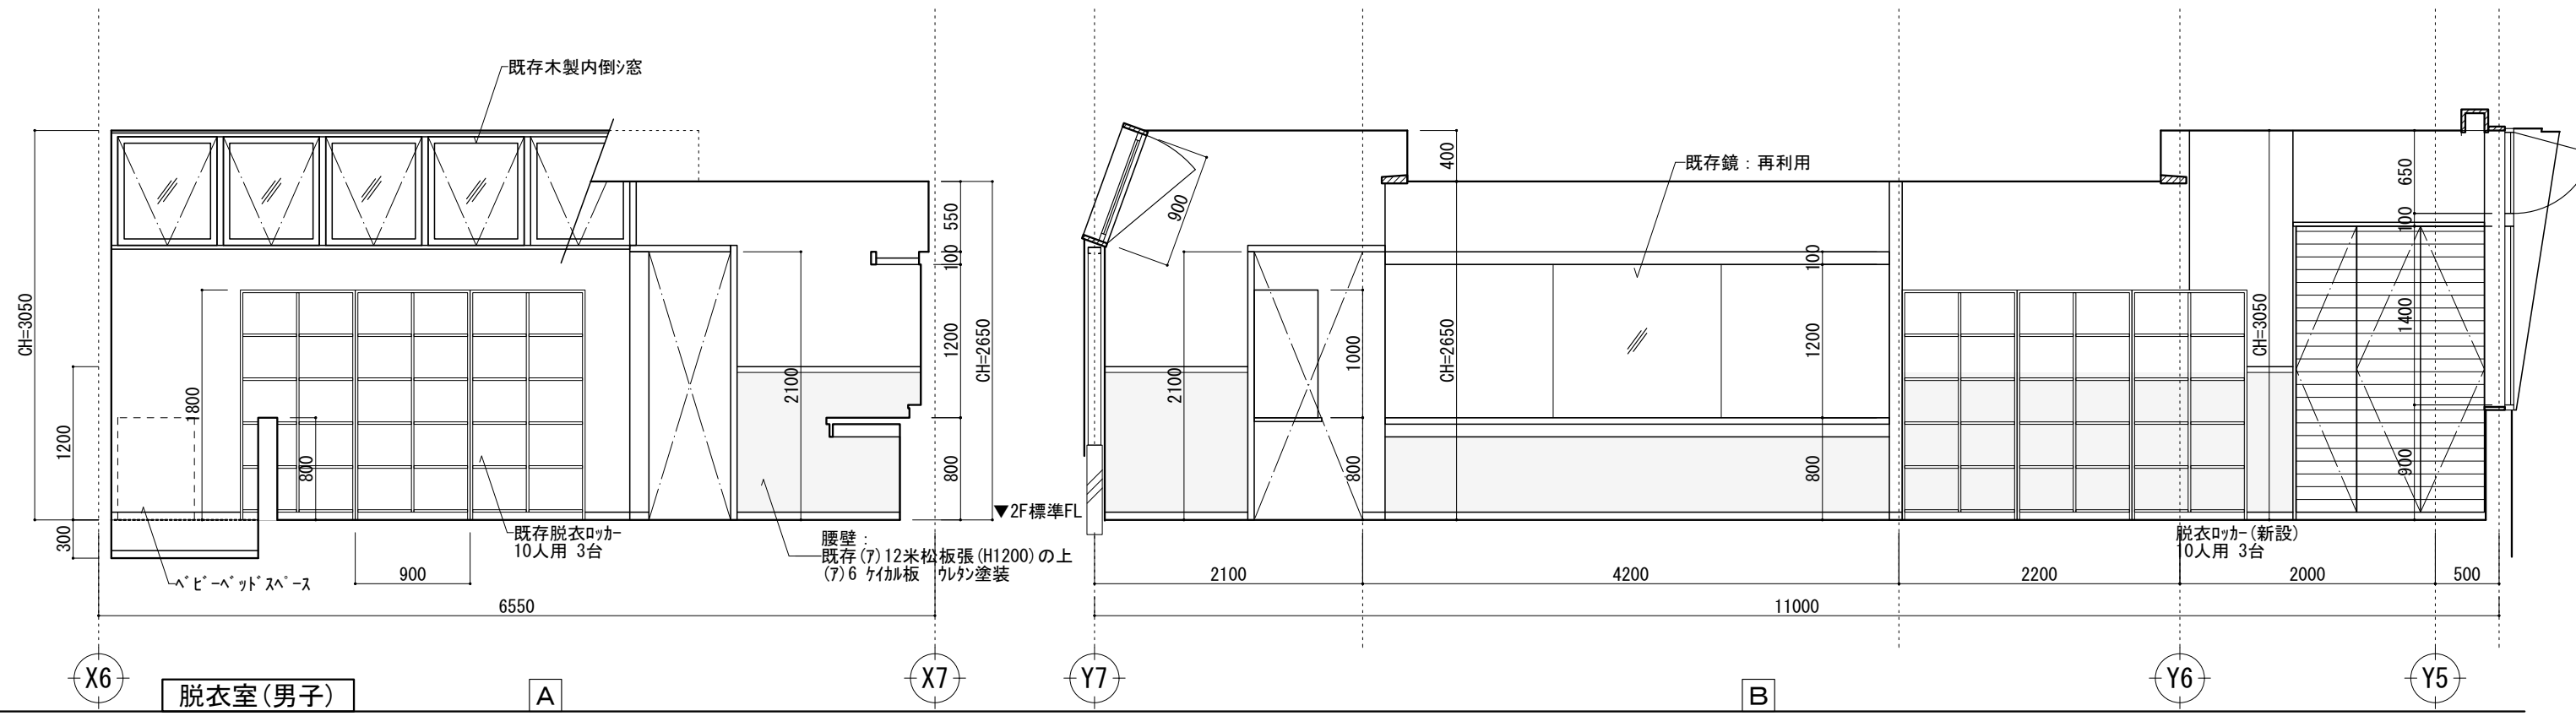 既存木製内倒ｼ窓
CH=3050
1200
300
1800
800
2100
550
100
1200
800
CH=2650
▼2F標準FL
既存脱衣ﾛｯｶｰ
10人用 3台
腰壁：
既存(ア)12米松板張(H1200)の上
(ア)6 ｹｲｶﾙ板 ｳﾚﾀﾝ塗装
ﾍﾞﾋﾞｰﾍﾞｯﾄﾞｽﾍﾟｰｽ
900
6550
X6
X7
脱衣室(男子)
A
既存鏡：再利用
900
2100
1000
800
400
CH=2650
100
1200
800
CH=3050
650
100
1400
900
脱衣ﾛｯｶｰ(新設)
10人用 3台
2100
4200
2200
2000
500
11000
Y7
Y6
Y5
B